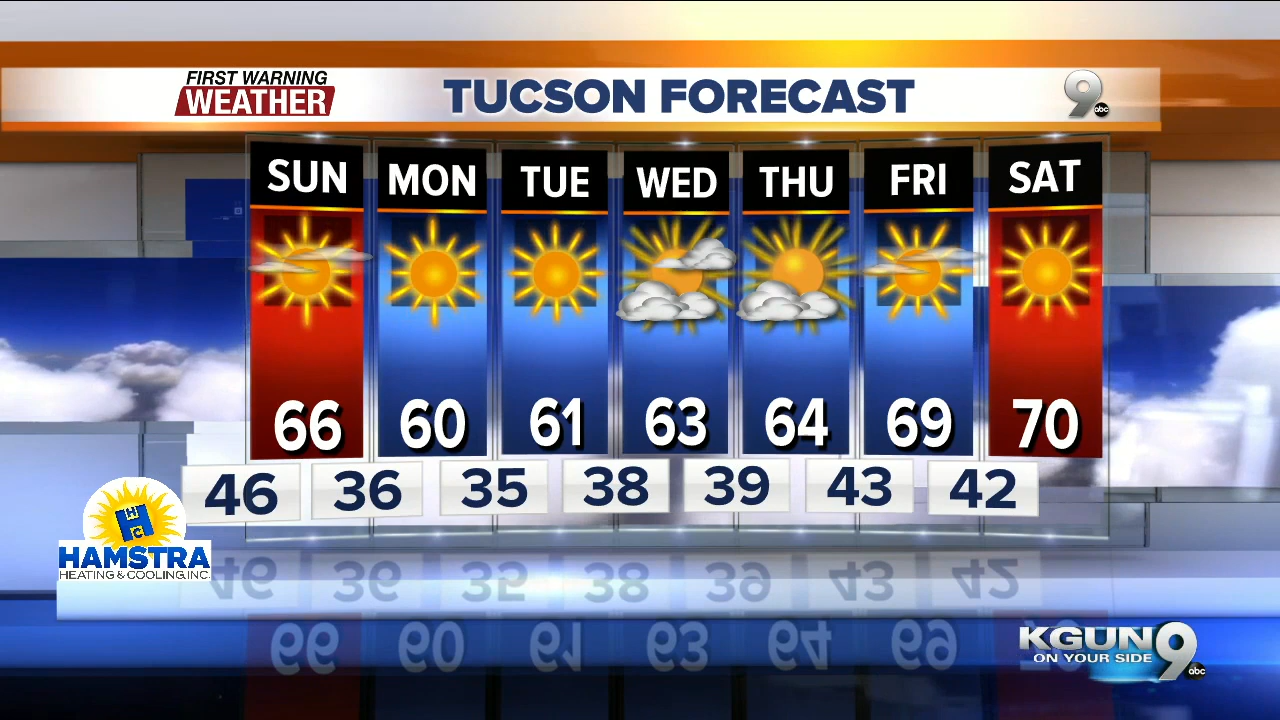 FIRST WARNING
WEATHER
TUCSON FORECAST
9 abc
SUN MON TUE WED THU FRI SAT
66 60 61 63 64 69 70
46 36 35 38 39 43 42
H
C
HAMSTRA
HEATING & COOLING INC.
KGUN 9
ON YOUR SIDE
abc